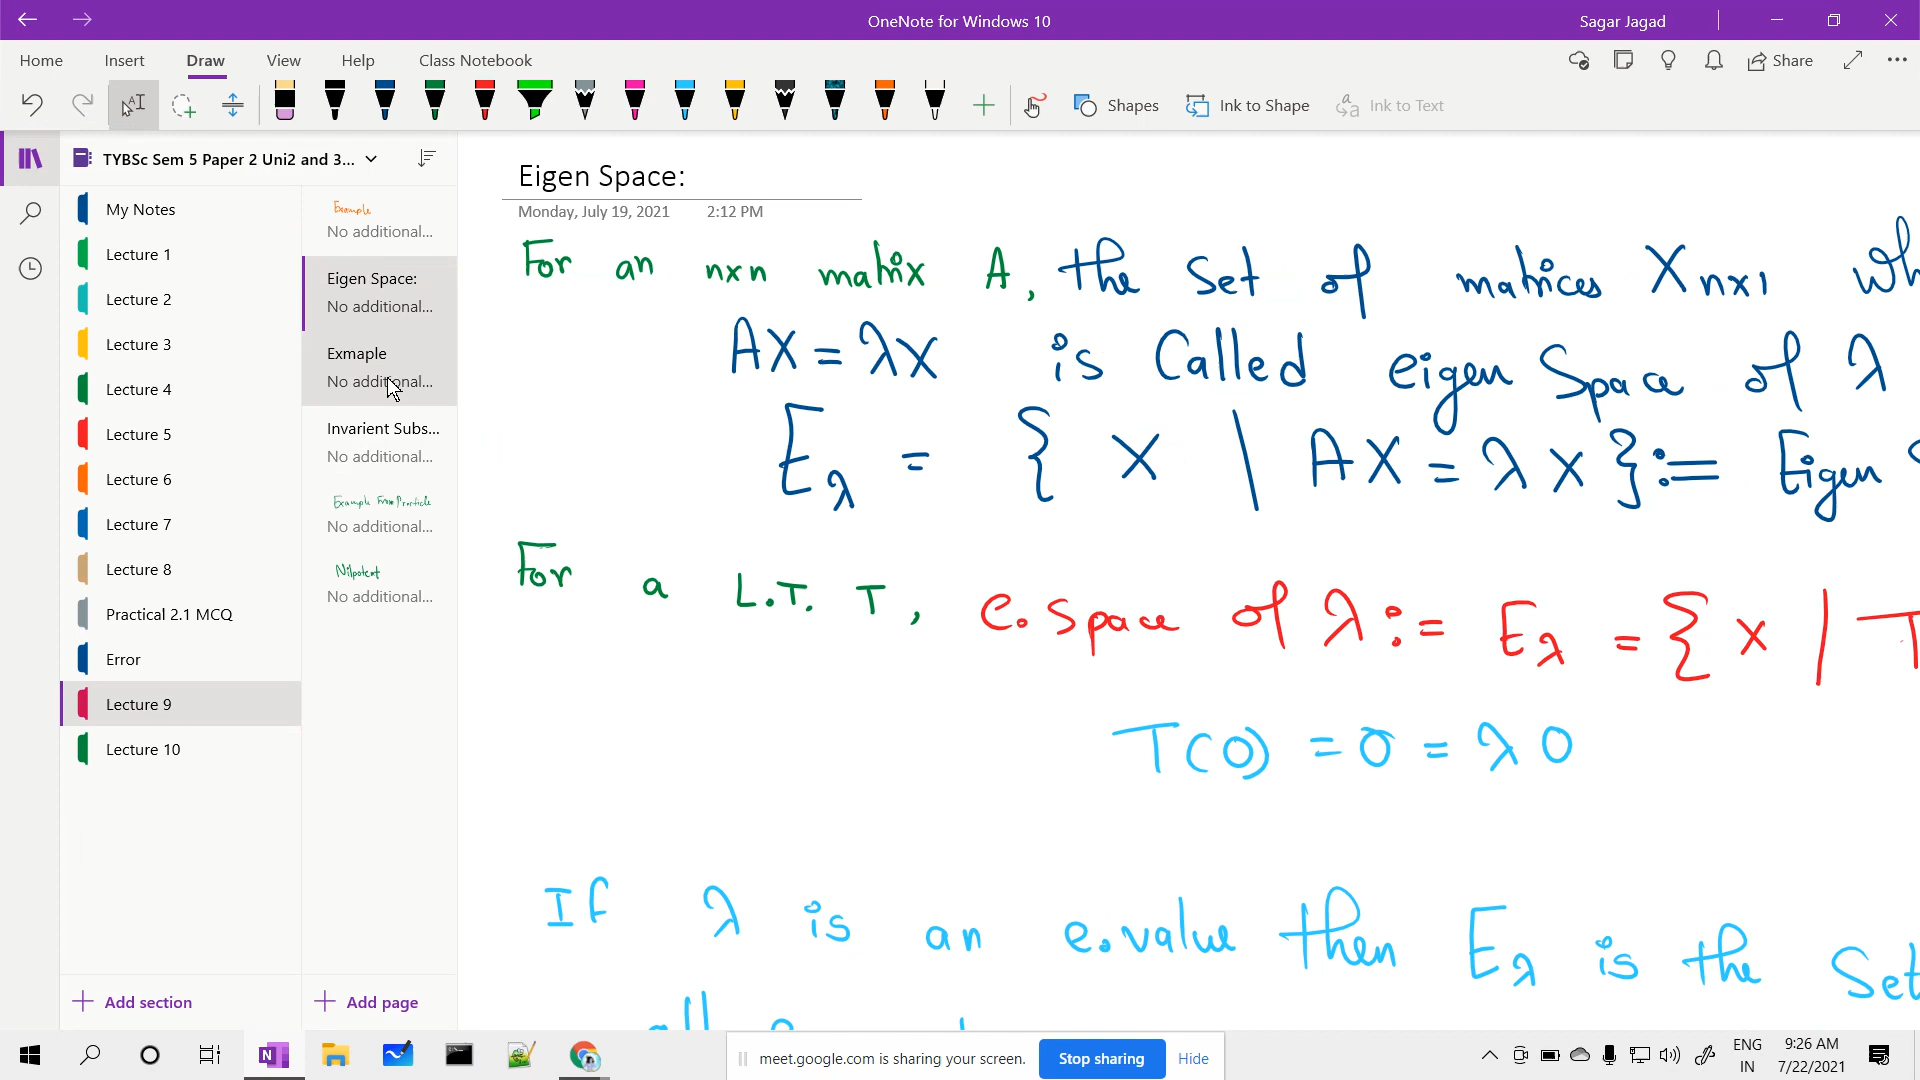 OneNote for Windows 10
Sagar Jagad
Home Insert Draw View Help Class Notebook
Share
Shapes Ink to Shape Ink to Text
TYBSc Sem 5 Paper 2 Uni2 and 3...
My Notes
Lecture 1
Lecture 2
Lecture 3
Lecture 4
Lecture 5
Lecture 6
Lecture 7
Lecture 8
Practical 2.1 MCQ
Error
Lecture 9
Lecture 10
Add section
Example
No additional...
Eigen Space:
No additional...
Exmaple
No additional...
Invarient Subs...
No additional...
Example From Practicle
No additional...
Nilpotent
No additional...
Add page
Eigen Space:
Monday, July 19, 2021 2:12 PM
For an nxn matrix A, the Set of matrices X nx1
AX = λX is Called eigen Space of λ
Eλ = { X | AX = λX } := Eigen
For a L.T. T, e. Space of λ := Eλ = { X | T
T(0) = 0 = λ 0
If λ is an e.value then Eλ is the Set
all
meet.google.com is sharing your screen. Stop sharing Hide
ENG
IN
9:26 AM
7/22/2021